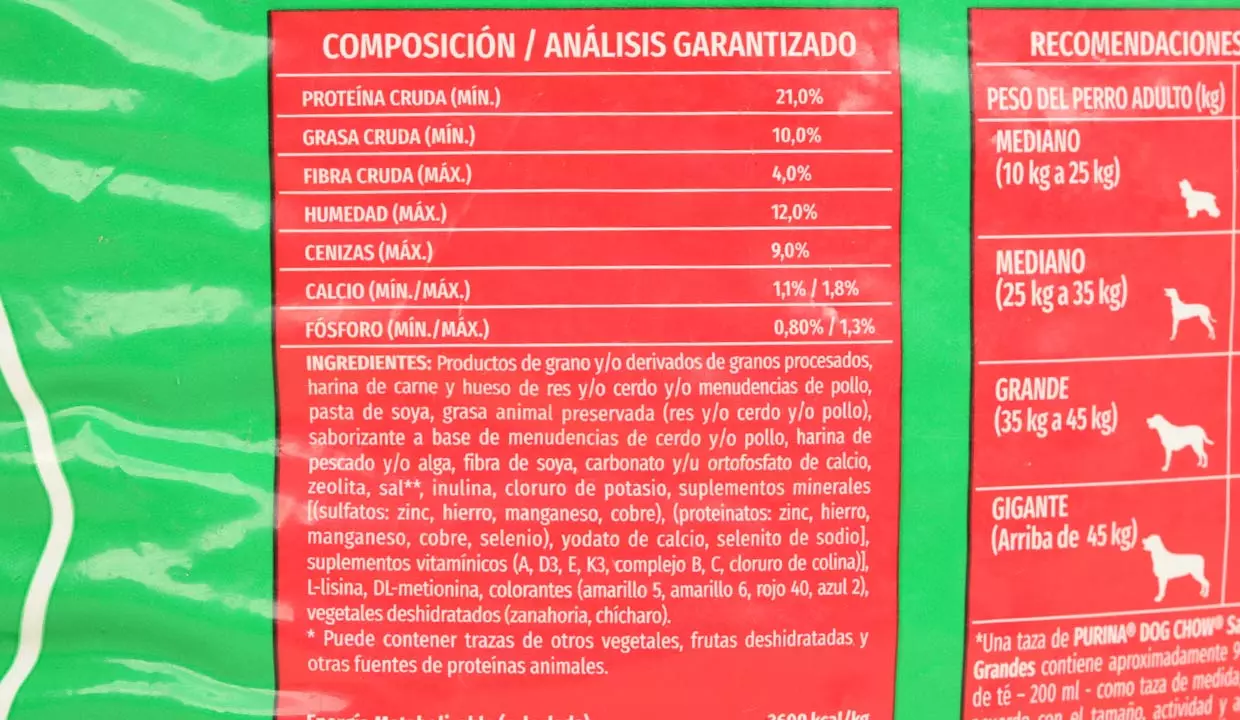 COMPOSICIÓN / ANÁLISIS GARANTIZADO
PROTEÍNA CRUDA (MÍN.) 21,0%
GRASA CRUDA (MÍN.) 10,0%
FIBRA CRUDA (MÁX.) 4,0%
HUMEDAD (MÁX.) 12,0%
CENIZAS (MÁX.) 9,0%
CALCIO (MÍN./MÁX.) 1,1% / 1,8%
FÓSFORO (MÍN./MÁX.) 0,80% / 1,3%
INGREDIENTES: Productos de grano y/o derivados de granos procesados,
harina de carne y hueso de res y/o cerdo y/o menudencias de pollo,
pasta de soya, grasa animal preservada (res y/o cerdo y/o pollo),
saborizante a base de menudencias de cerdo y/o pollo, harina de
pescado y/o alga, fibra de soya, carbonato y/u ortofosfato de calcio,
zeolita, sal**, inulina, cloruro de potasio, suplementos minerales
[(sulfatos: zinc, hierro, manganeso, cobre), (proteinatos: zinc, hierro,
manganeso, cobre, selenio), yodato de calcio, selenito de sodio],
suplementos vitamínicos (A, D3, E, K3, complejo B, C, cloruro de colina)],
L-lisina, DL-metionina, colorantes (amarillo 5, amarillo 6, rojo 40, azul 2),
vegetales deshidratados (zanahoria, chícharo).
* Puede contener trazas de otros vegetales, frutas deshidratadas y
otras fuentes de proteínas animales.
RECOMENDACIONES
PESO DEL PERRO ADULTO (kg)
MEDIANO
(10 kg a 25 kg)
MEDIANO
(25 kg a 35 kg)
GRANDE
(35 kg a 45 kg)
GIGANTE
(Arriba de 45 kg)
*Una taza de PURINA® DOG CHOW®
Grandes contiene aproximadamente
de té – 200 ml - como taza de medida
el tamaño, actividad y